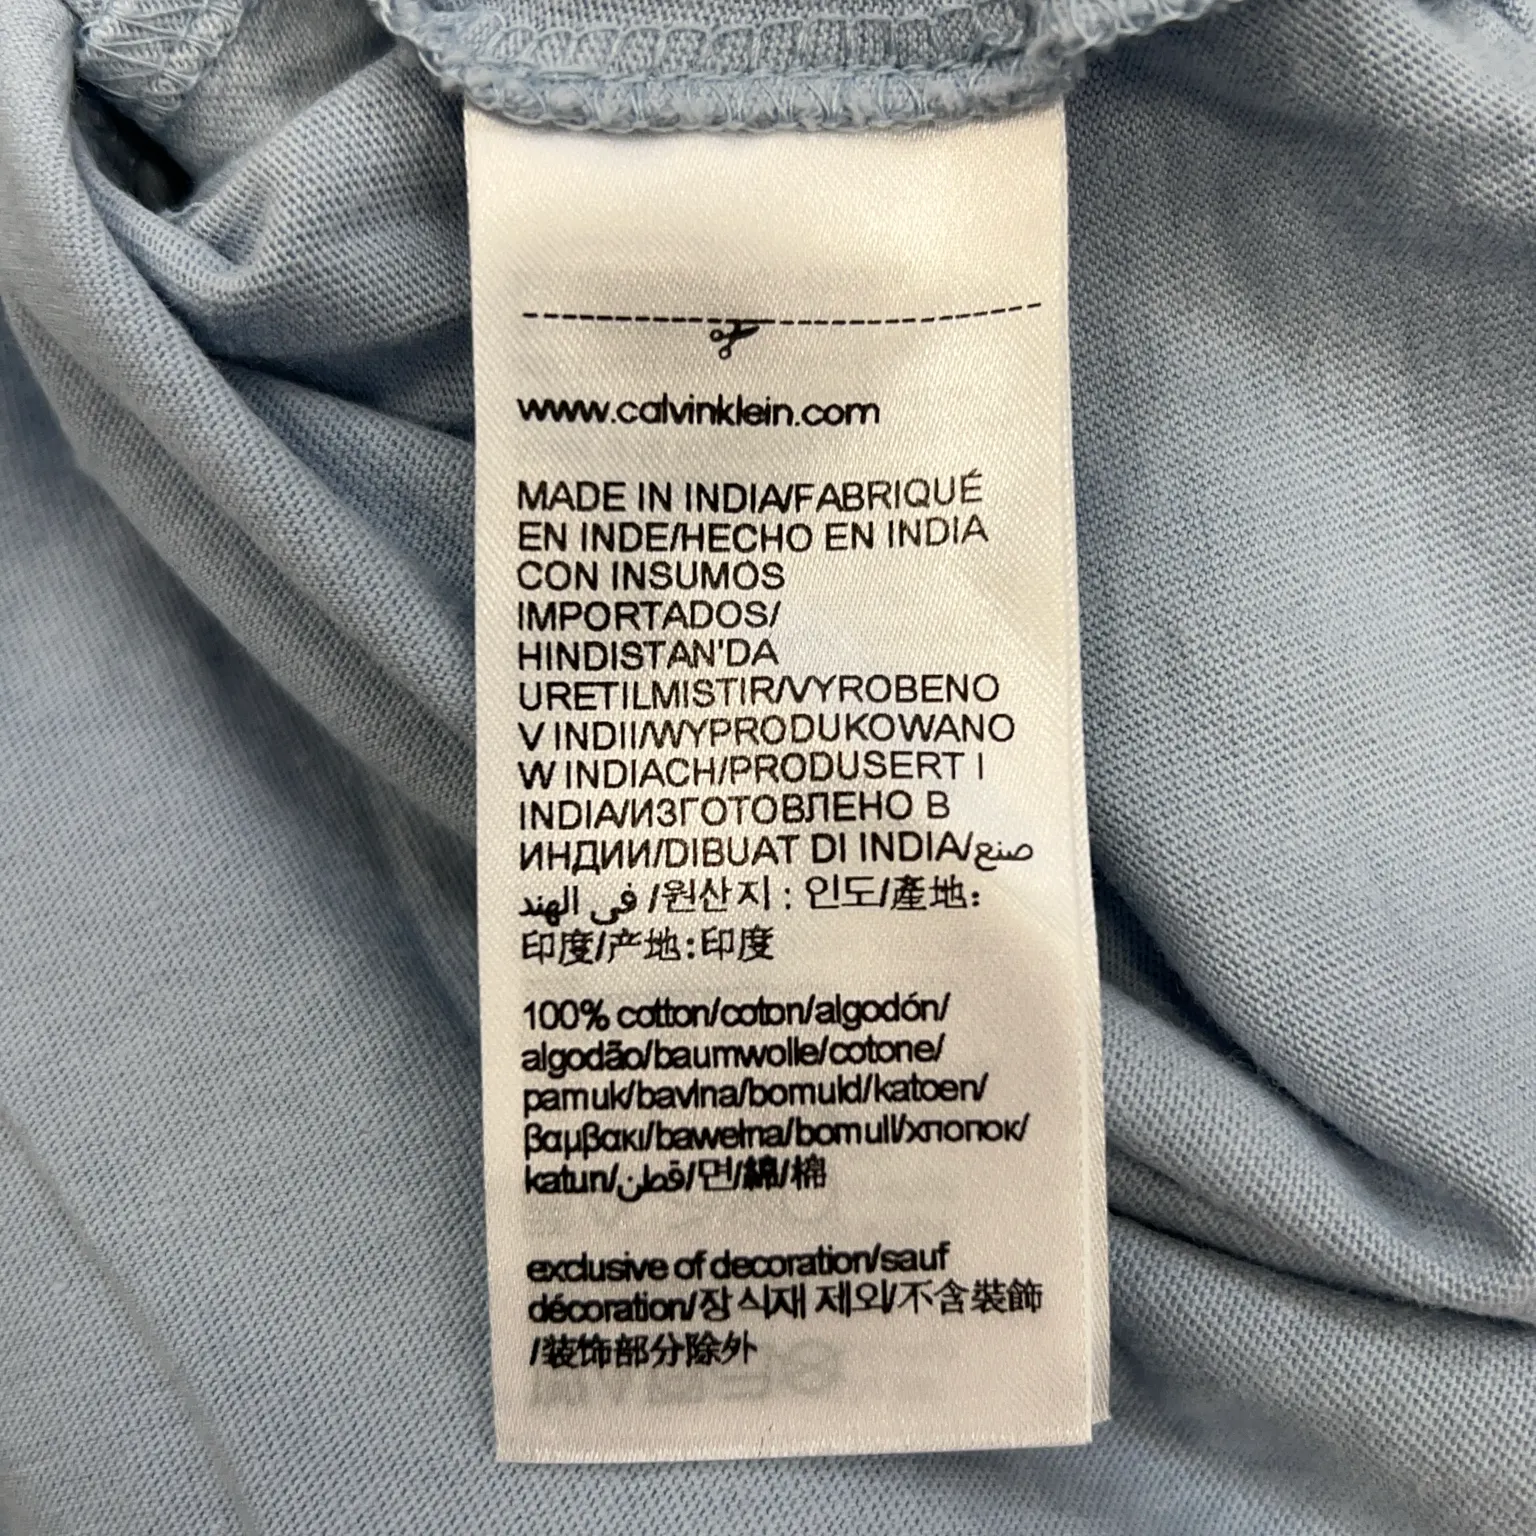 www.calvinklein.com
MADE IN INDIA/FABRIQUÉ
EN INDE/HECHO EN INDIA
CON INSUMOS
IMPORTADOS/
HINDISTAN'DA
URETILMISTIR/VYROBENO
V INDII/WYPRODUKOWANO
W INDIACH/PRODUSERT I
INDIA/ИЗГОТОВЛЕНО В
ИНДИИ/DIBUAT DI INDIA/صنع
في الهند /원산지 : 인도/產地:
印度/产地:印度
100% cotton/coton/algodón/
algodão/baumwolle/cotone/
pamuk/bavlna/bomuld/katoen/
βαμβακι/bawełna/bomull/хлопок/
katun/قطن/면/綿/棉
exclusive of decoration/sauf
décoration/장식재 제외/不含裝飾
/装饰部分除外